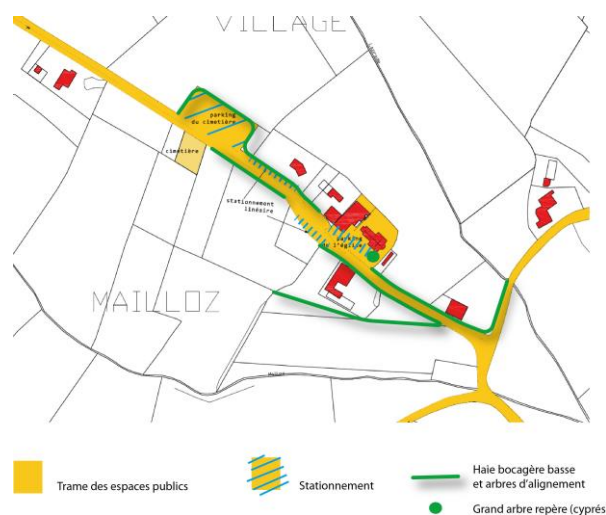 VILLAGE
parking
du cimetière
cimetière
stationnement
linéaire
parking
de l'église
MAILLOZ
Trame des espaces publics
Stationnement
Haie bocagère basse
et arbres d'alignement
Grand arbre repère (cyprés